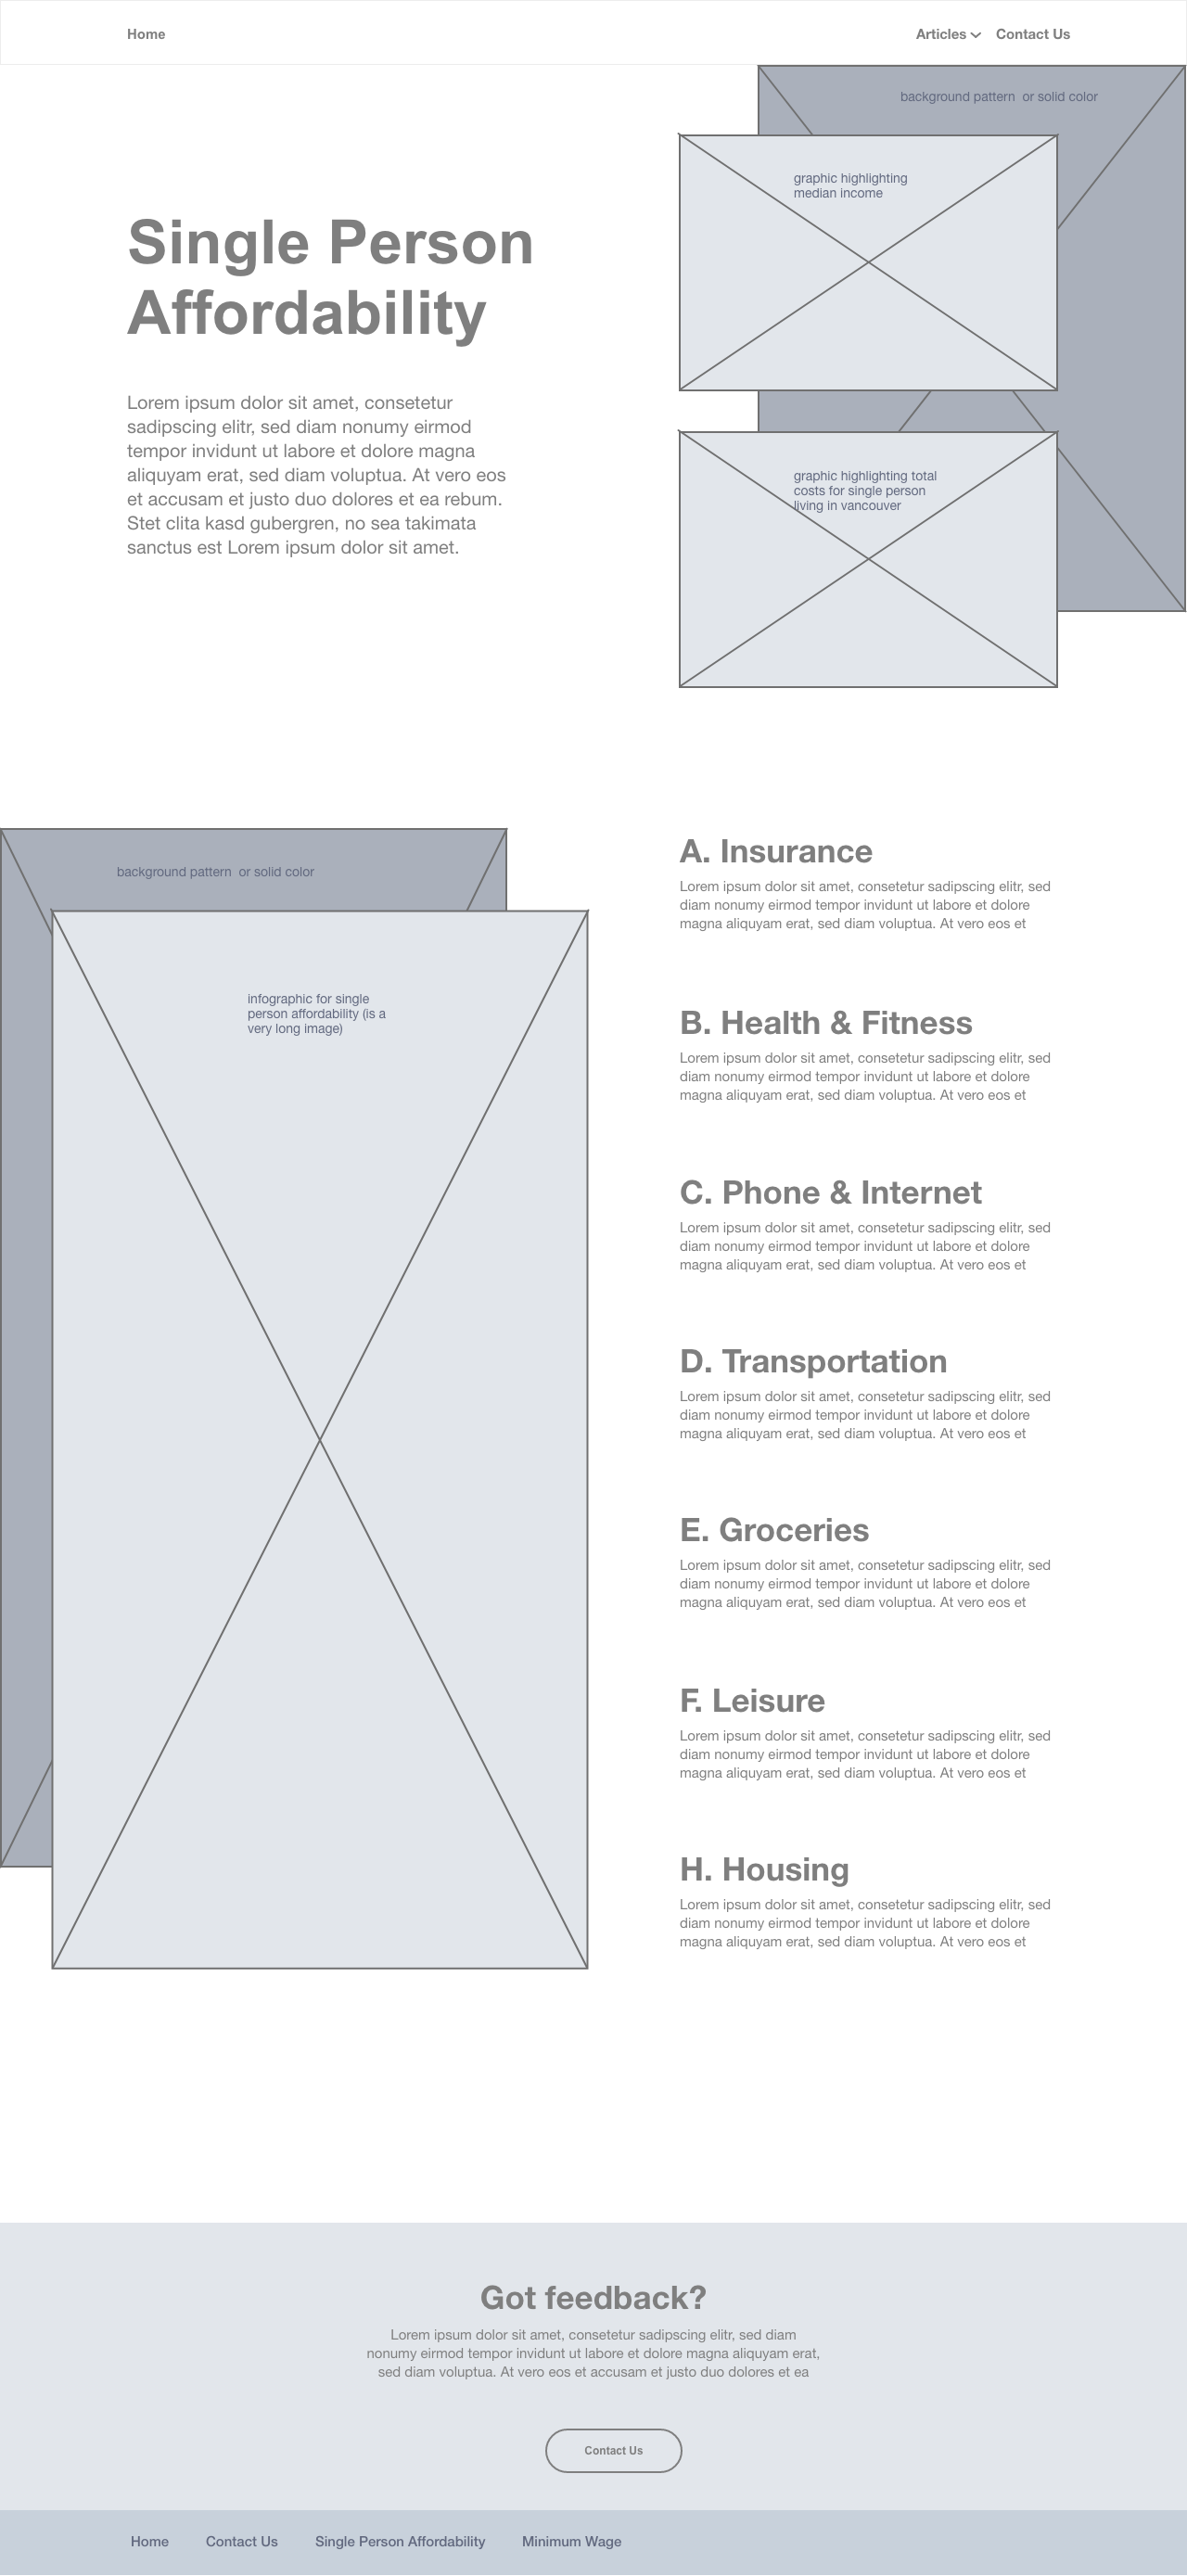 Home
Articles
Contact Us
background pattern  or solid color
graphic highlighting
median income
Single Person
Affordability
Lorem ipsum dolor sit amet, consetetur
sadipscing elitr, sed diam nonumy eirmod
tempor invidunt ut labore et dolore magna
aliquyam erat, sed diam voluptua. At vero eos
et accusam et justo duo dolores et ea rebum.
Stet clita kasd gubergren, no sea takimata
sanctus est Lorem ipsum dolor sit amet.
graphic highlighting total
costs for single person
living in vancouver
background pattern  or solid color
infographic for single
person affordability (is a
very long image)
A. Insurance
Lorem ipsum dolor sit amet, consetetur sadipscing elitr, sed
diam nonumy eirmod tempor invidunt ut labore et dolore
magna aliquyam erat, sed diam voluptua. At vero eos et
B. Health & Fitness
Lorem ipsum dolor sit amet, consetetur sadipscing elitr, sed
diam nonumy eirmod tempor invidunt ut labore et dolore
magna aliquyam erat, sed diam voluptua. At vero eos et
C. Phone & Internet
Lorem ipsum dolor sit amet, consetetur sadipscing elitr, sed
diam nonumy eirmod tempor invidunt ut labore et dolore
magna aliquyam erat, sed diam voluptua. At vero eos et
D. Transportation
Lorem ipsum dolor sit amet, consetetur sadipscing elitr, sed
diam nonumy eirmod tempor invidunt ut labore et dolore
magna aliquyam erat, sed diam voluptua. At vero eos et
E. Groceries
Lorem ipsum dolor sit amet, consetetur sadipscing elitr, sed
diam nonumy eirmod tempor invidunt ut labore et dolore
magna aliquyam erat, sed diam voluptua. At vero eos et
F. Leisure
Lorem ipsum dolor sit amet, consetetur sadipscing elitr, sed
diam nonumy eirmod tempor invidunt ut labore et dolore
magna aliquyam erat, sed diam voluptua. At vero eos et
H. Housing
Lorem ipsum dolor sit amet, consetetur sadipscing elitr, sed
diam nonumy eirmod tempor invidunt ut labore et dolore
magna aliquyam erat, sed diam voluptua. At vero eos et
Got feedback?
Lorem ipsum dolor sit amet, consetetur sadipscing elitr, sed diam
nonumy eirmod tempor invidunt ut labore et dolore magna aliquyam erat,
sed diam voluptua. At vero eos et accusam et justo duo dolores et ea
Contact Us
Home
Contact Us
Single Person Affordability
Minimum Wage